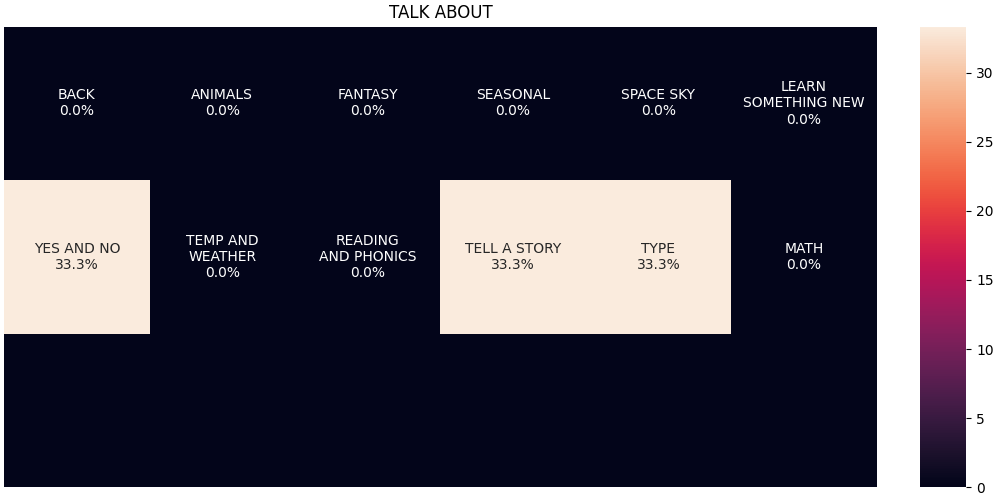 TALK ABOUT
BACK
0.0%
ANIMALS
0.0%
FANTASY
0.0%
SEASONAL
0.0%
SPACE SKY
0.0%
LEARN
SOMETHING NEW
0.0%
YES AND NO
33.3%
TEMP AND
WEATHER
0.0%
READING
AND PHONICS
0.0%
TELL A STORY
33.3%
TYPE
33.3%
MATH
0.0%
30
25
20
15
10
5
0